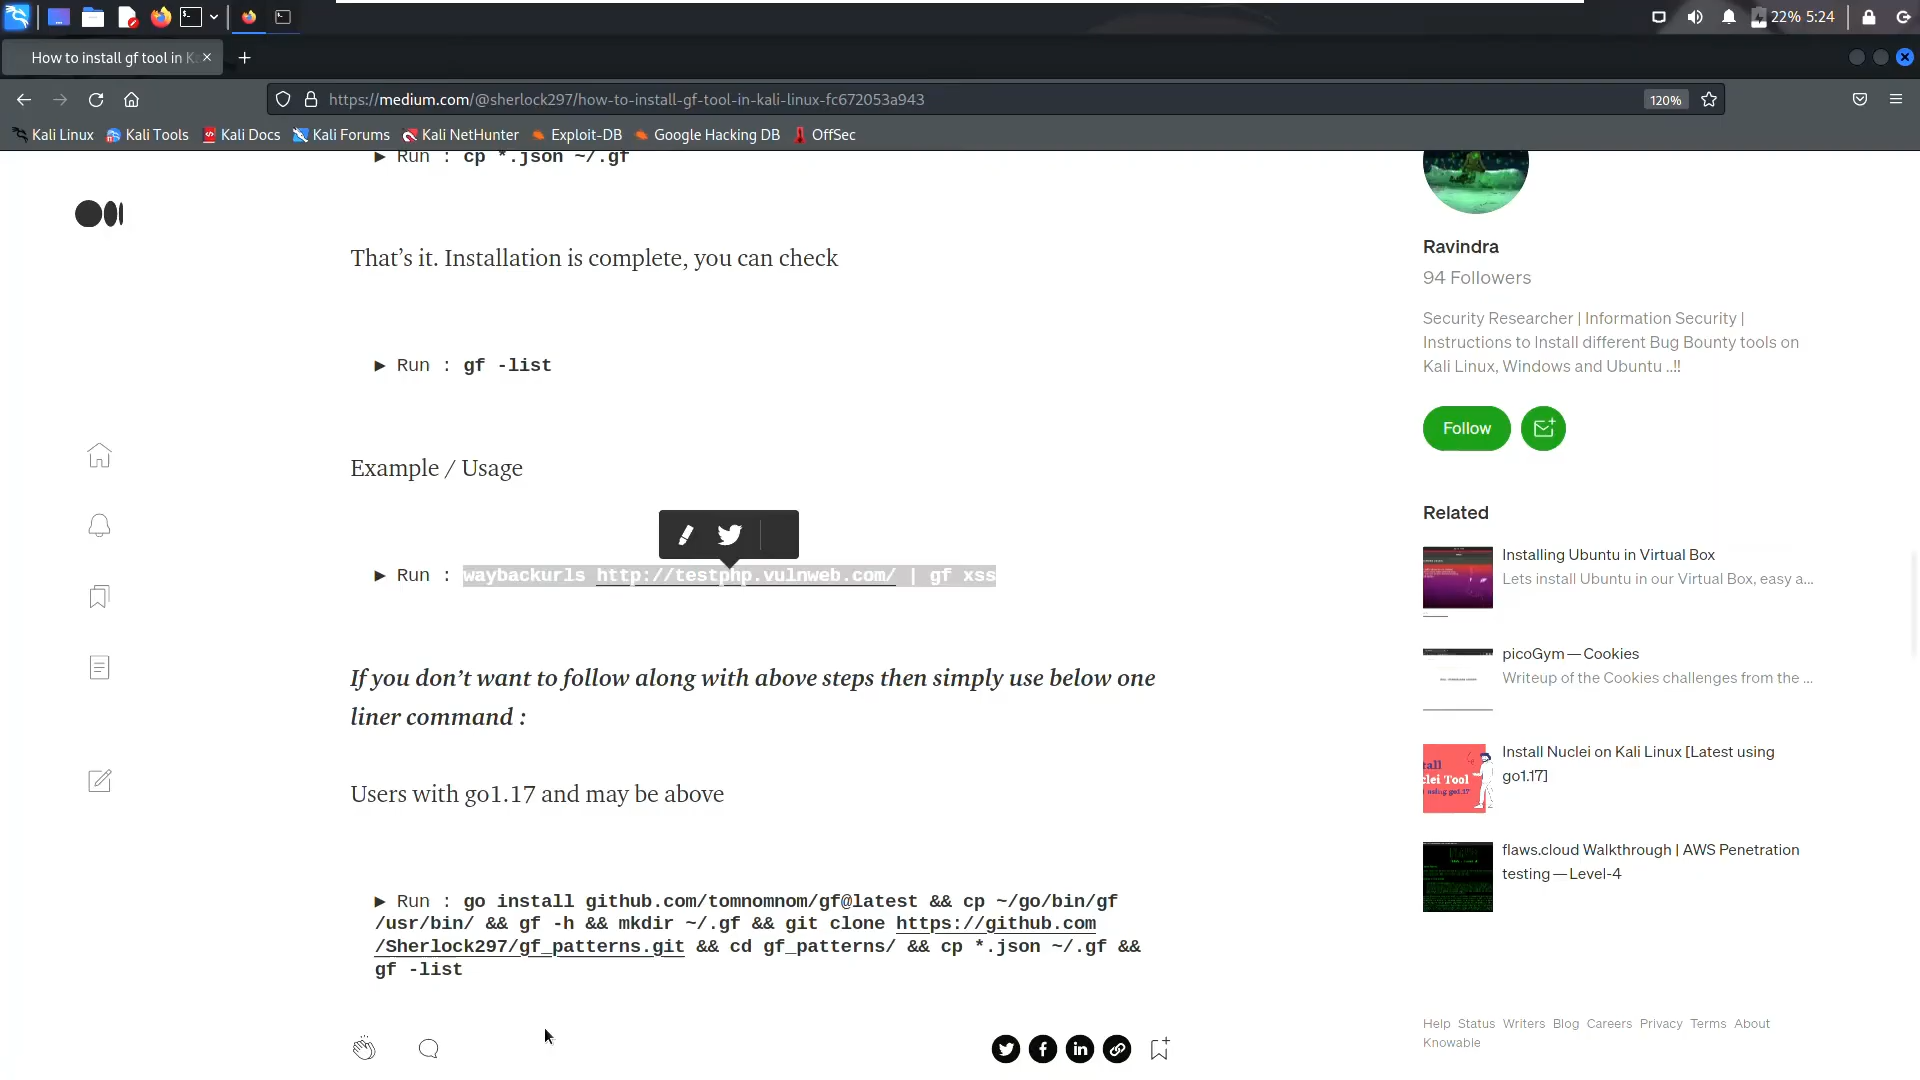 22% 5:24
How to install gf tool in K
https://medium.com/@sherlock297/how-to-install-gf-tool-in-kali-linux-fc672053a943
120%
Kali Linux Kali Tools Kali Docs Kali Forums Kali NetHunter Exploit-DB Google Hacking DB OffSec
► Run : cp *.json ~/.gf
That’s it. Installation is complete, you can check
► Run : gf -list
Example / Usage
► Run : waybackurls http://testphp.vulnweb.com/ | gf xss
If you don’t want to follow along with above steps then simply use below one
liner command :
Users with go1.17 and may be above
► Run : go install github.com/tomnomnom/gf@latest && cp ~/go/bin/gf
/usr/bin/ && gf -h && mkdir ~/.gf && git clone https://github.com
/Sherlock297/gf_patterns.git && cd gf_patterns/ && cp *.json ~/.gf &&
gf -list
Ravindra
94 Followers
Security Researcher | Information Security |
Instructions to Install different Bug Bounty tools on
Kali Linux, Windows and Ubuntu ..!!
Follow
Related
Installing Ubuntu in Virtual Box
Lets install Ubuntu in our Virtual Box, easy a...
picoGym — Cookies
Writeup of the Cookies challenges from the ...
Install Nuclei on Kali Linux [Latest using
go1.17]
flaws.cloud Walkthrough | AWS Penetration
testing — Level-4
Help Status Writers Blog Careers Privacy Terms About
Knowable